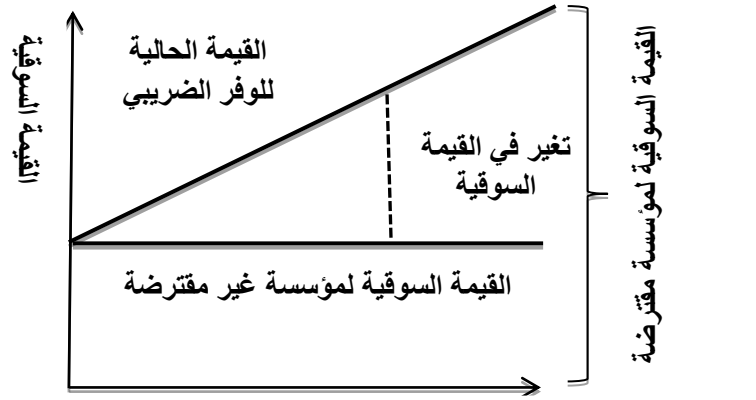 القيمة السوقية
القيمة الحالية
للوفر الضريبي
تغير في القيمة
السوقية
القيمة السوقية لمؤسسة غير مقترضة
القيمة السوقية لمؤسسة مقترضة